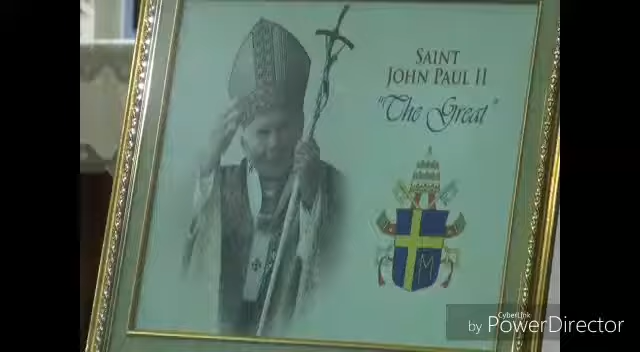 SAINT
JOHN PAUL II
"The Great"
M
CyberLink
by PowerDirector